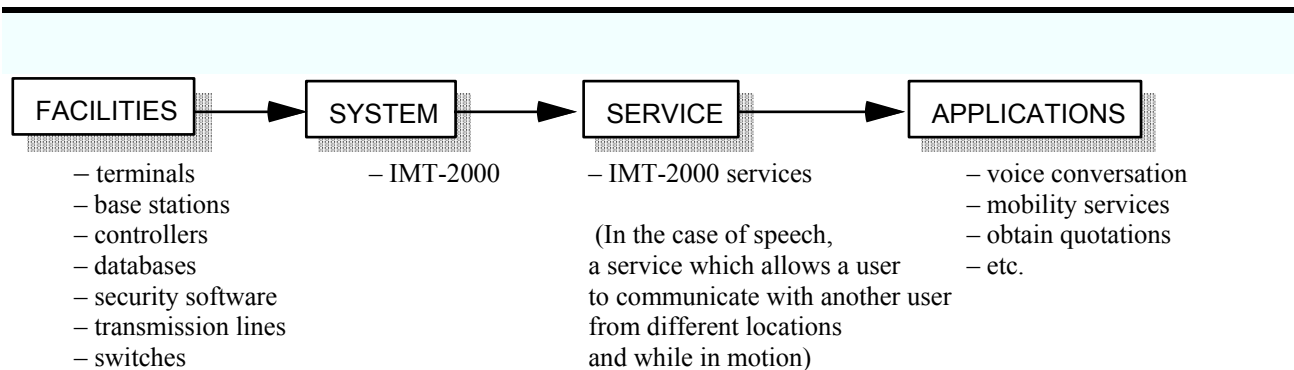 FACILITIES
SYSTEM
SERVICE
APPLICATIONS
– terminals
– base stations
– controllers
– databases
– security software
– transmission lines
– switches
– IMT-2000
– IMT-2000 services
(In the case of speech,
a service which allows a user
to communicate with another user
from different locations
and while in motion)
– voice conversation
– mobility services
– obtain quotations
– etc.